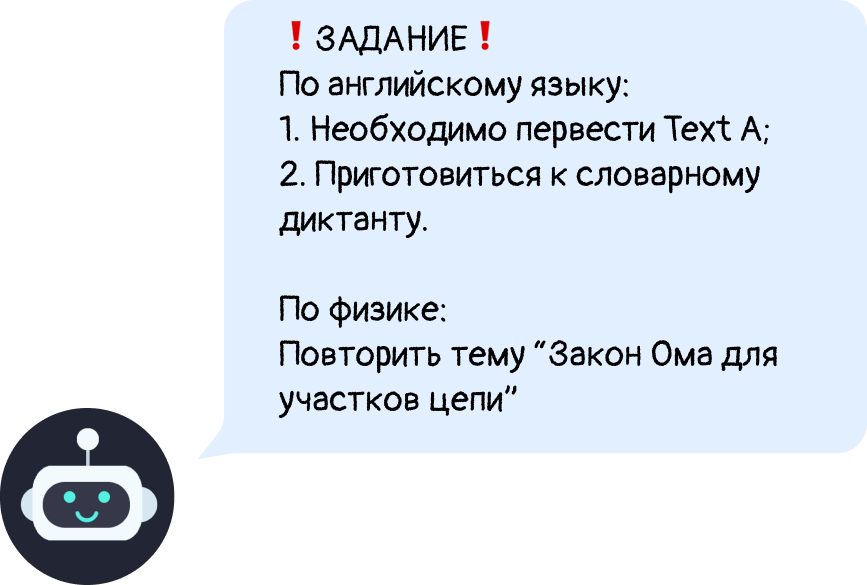 ❗ЗАДАНИЕ❗
По английскому языку:
1. Необходимо первести Text A;
2. Приготовиться к словарному
диктанту.
По физике:
Повторить тему “Закон Ома для
участков цепи”